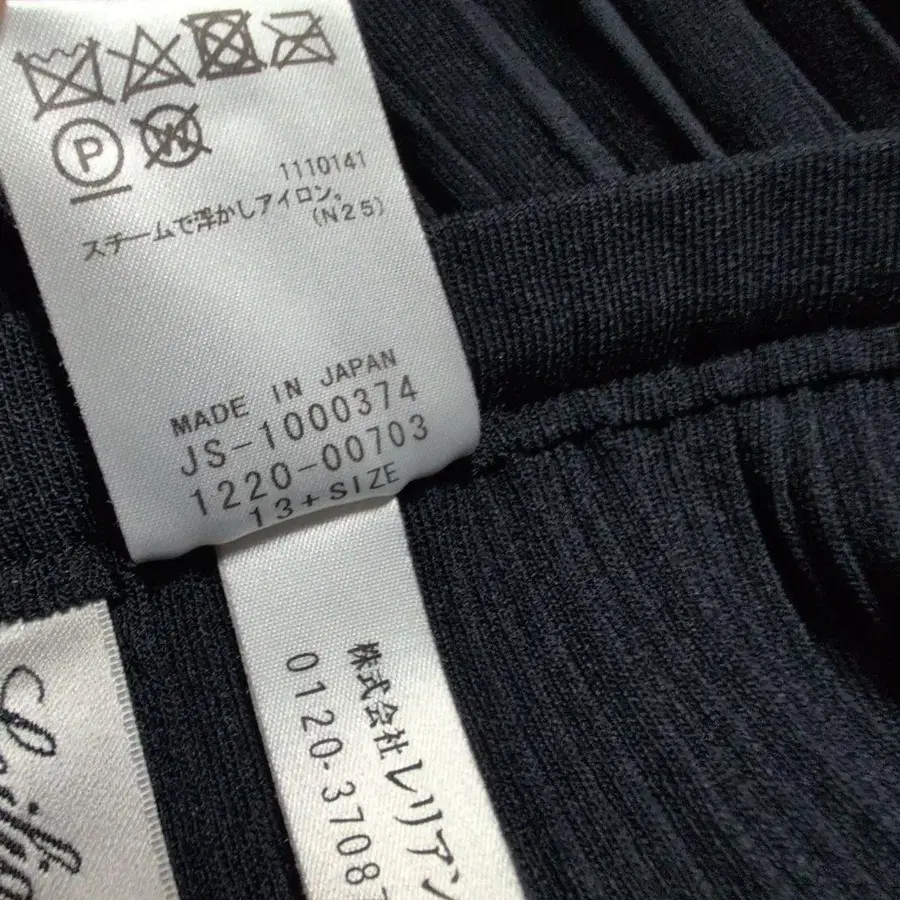 P
W
1110141
スチームで浮かしアイロン。
(N25)
MADE IN JAPAN
JS-1000374
1220-00703
13+SIZE
株式会社レリアン
0120-37087